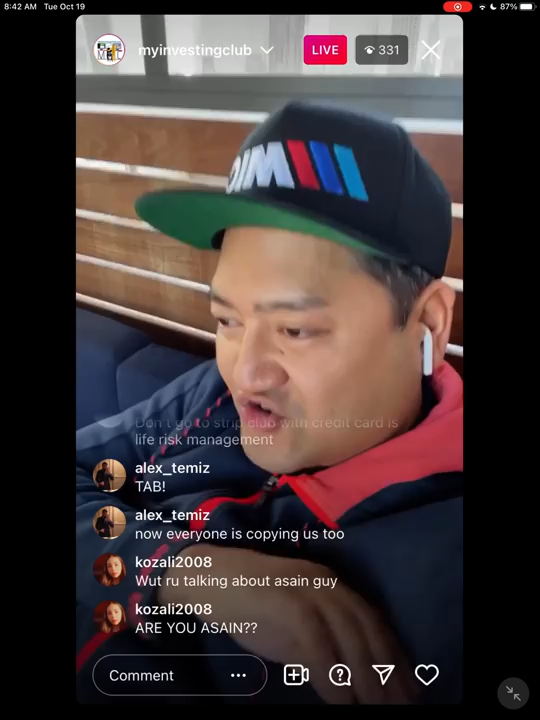 8:42 AM Tue Oct 19
87%
myinvestingclub
LIVE
331
Don't go to strip club with credit card is
life risk management
alex_temiz
TAB!
alex_temiz
now everyone is copying us too
kozali2008
Wut ru talking about asain guy
kozali2008
ARE YOU ASAIN??
Comment